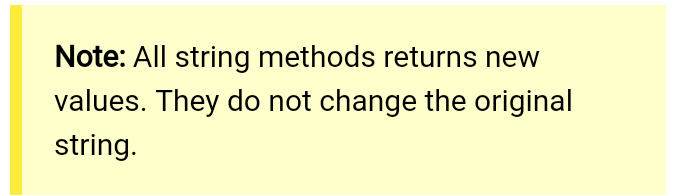 Note: All string methods returns new
values. They do not change the original
string.